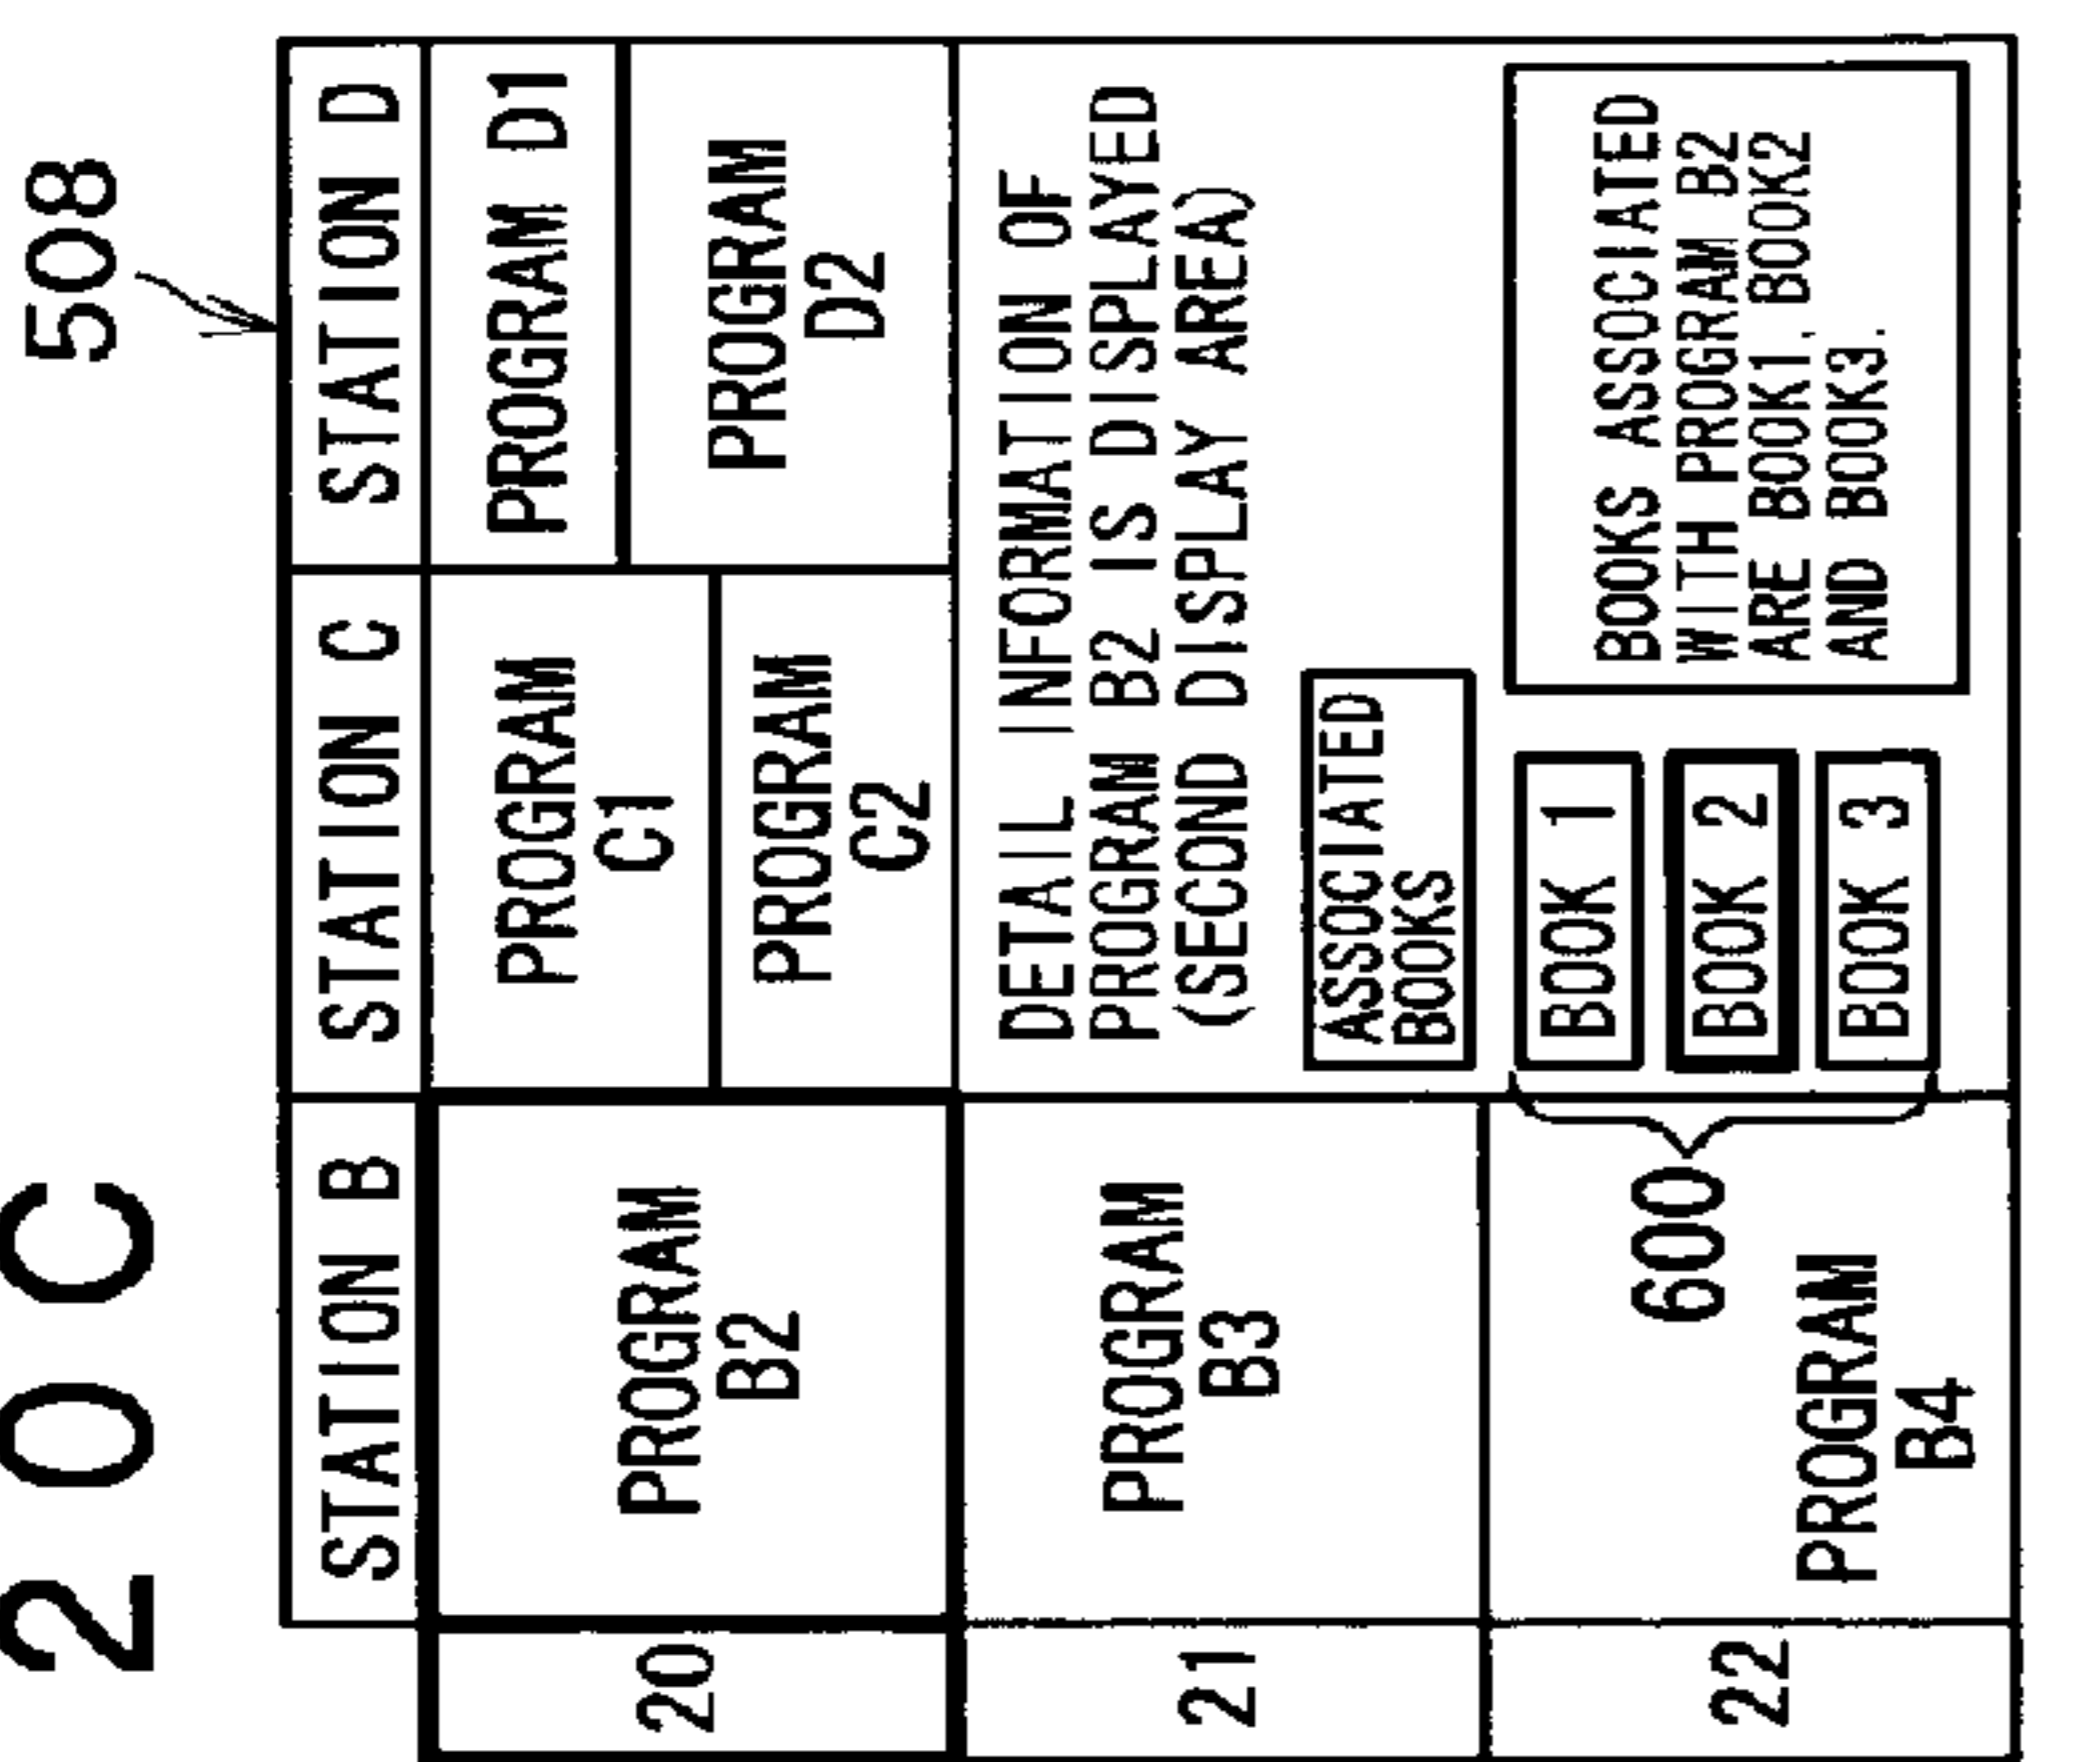 20C
508
STATION B STATION C STATION D
20
PROGRAM
B2
PROGRAM
C1
PROGRAM
C2
PROGRAM D1
PROGRAM
D2
21
PROGRAM
B3
22
600
PROGRAM
B4
DETAIL INFORMATION OF
PROGRAM B2 IS DISPLAYED
(SECOND DISPLAY AREA)
ASSOCIATED
BOOKS
BOOK 1
BOOK 2
BOOK 3
BOOKS ASSOCIATED
WITH PROGRAM B2
ARE BOOK1, BOOK2
AND BOOK3.